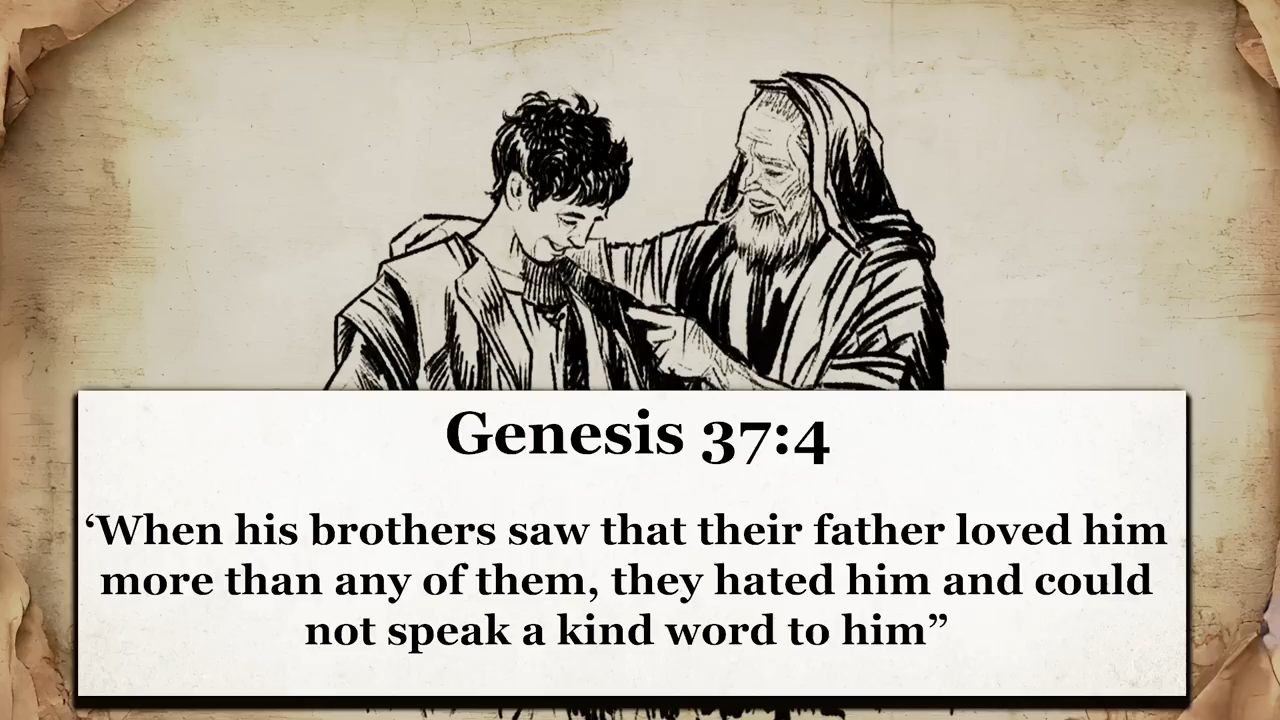 Genesis 37:4
‘When his brothers saw that their father loved him
more than any of them, they hated him and could
not speak a kind word to him”